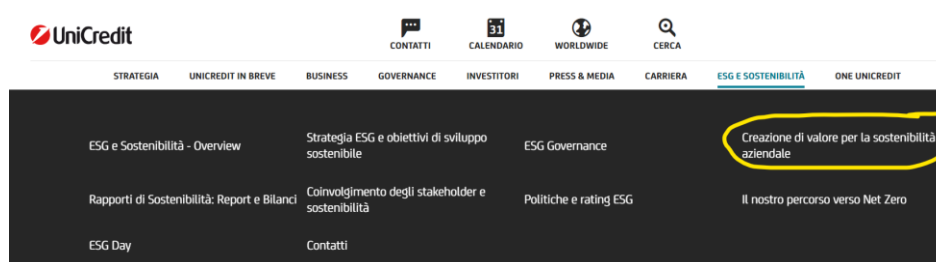 UniCredit
31
CONTATTI CALENDARIO WORLDWIDE CERCA
STRATEGIA UNICREDIT IN BREVE BUSINESS GOVERNANCE INVESTITORI PRESS & MEDIA CARRIERA ESG E SOSTENIBILITÀ ONE UNICREDIT
ESG e Sostenibilità - Overview
Strategia ESG e obiettivi di sviluppo
sostenibile
ESG Governance
Creazione di valore per la sostenibilità
aziendale
Rapporti di Sostenibilità: Report e Bilanci
Coinvolgimento degli stakeholder e
sostenibilità
Politiche e rating ESG
Il nostro percorso verso Net Zero
ESG Day
Contatti